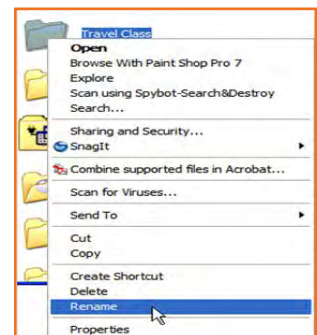 Travel Class
Open
Browse With Paint Shop Pro 7
Explore
Scan using Spybot-Search&Destroy
Search...
Sharing and Security...
SnagIt
Combine supported files in Acrobat...
Scan for Viruses...
Send To
Cut
Copy
Create Shortcut
Delete
Rename
Properties